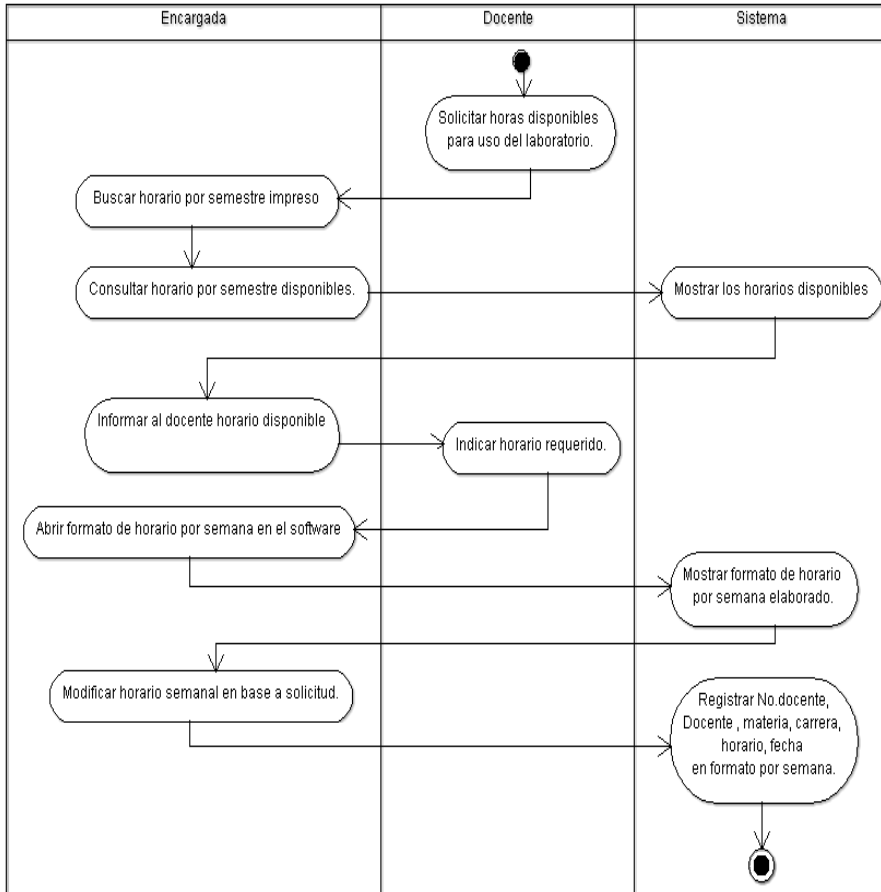 Encargada
Docente
Sistema
Solicitar horas disponibles
para uso del laboratorio.
Buscar horario por semestre impreso
Consultar horario por semestre disponibles.
Mostrar los horarios disponibles
Informar al docente horario disponible
Indicar horario requerido.
Abrir formato de horario por semana en el software
Mostrar formato de horario
por semana elaborado.
Modificar horario semanal en base a solicitud.
Registrar No.docente,
Docente , materia, carrera,
horario, fecha
en formato por semana.